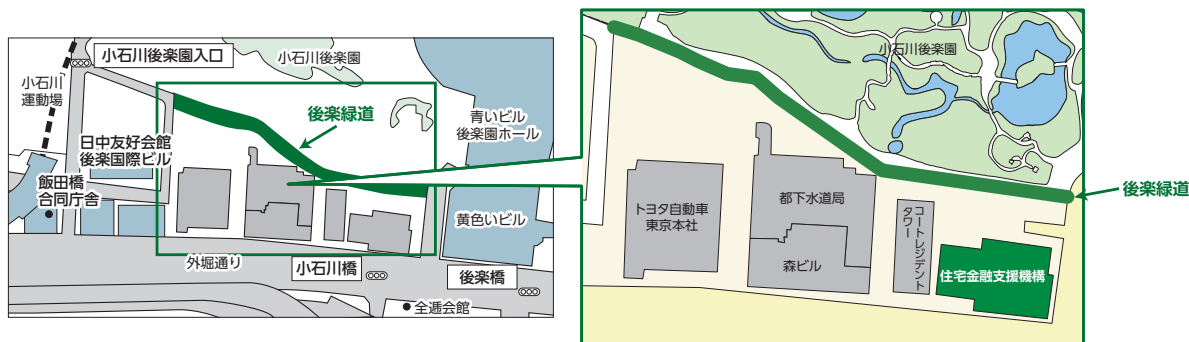 小石川後楽園入口
小石川
運動場
小石川後楽園
後楽緑道
青いビル
後楽園ホール
日中友好会館
後楽国際ビル
飯田橋
合同庁舎
黄色いビル
外堀通り
小石川橋
後楽橋
全逓会館
小石川後楽園
後楽緑道
トヨタ自動車
東京本社
都下水道局
森ビル
コートレジデント
タワー
住宅金融支援機構